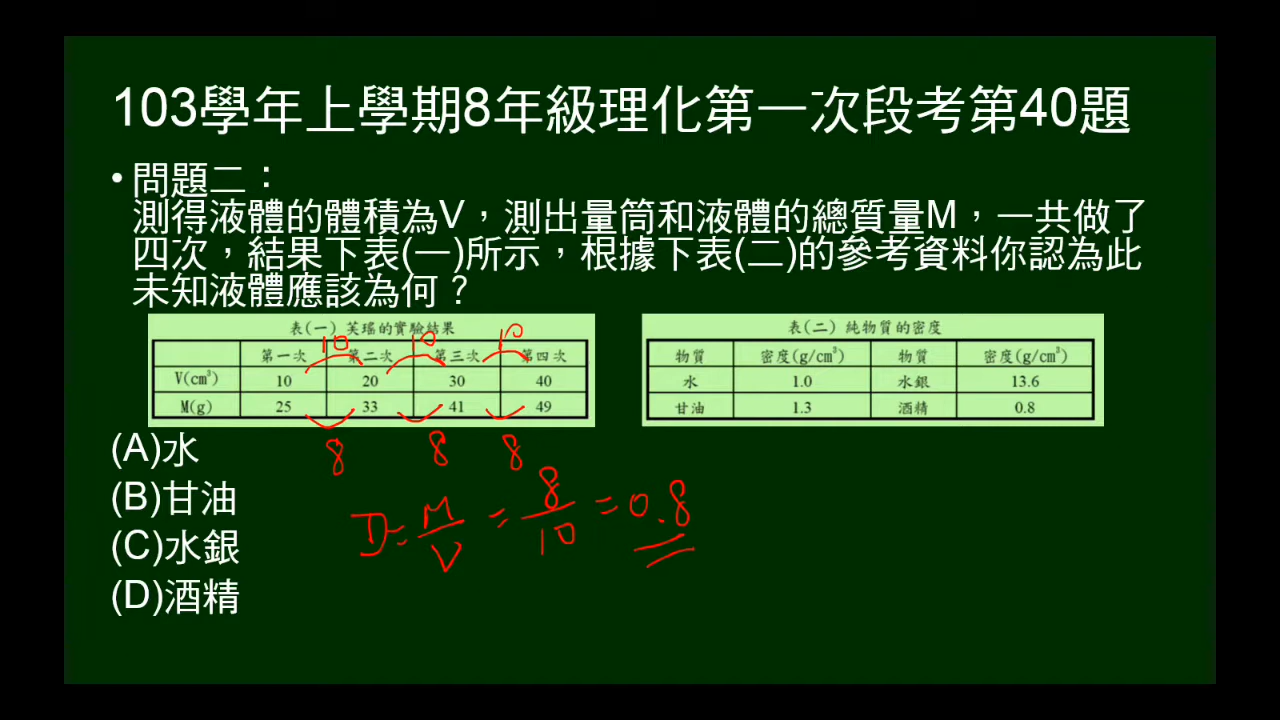 103學年上學期8年級理化第一次段考第40題
• 問題二：
測得液體的體積為V，測出量筒和液體的總質量M，一共做了
四次，結果下表(一)所示，根據下表(二)的參考資料你認為此
未知液體應該為何？
表(一) 芙瑤的實驗結果
10 10 10
第一次 第二次 第三次 第四次
V(cm³) 10 20 30 40
M(g) 25 33 41 49
8 8 8
表(二) 純物質的密度
物質 密度(g/cm³) 物質 密度(g/cm³)
水 1.0 水銀 13.6
甘油 1.3 酒精 0.8
(A)水
(B)甘油
(C)水銀
(D)酒精
D=M/V=8/10=0.8